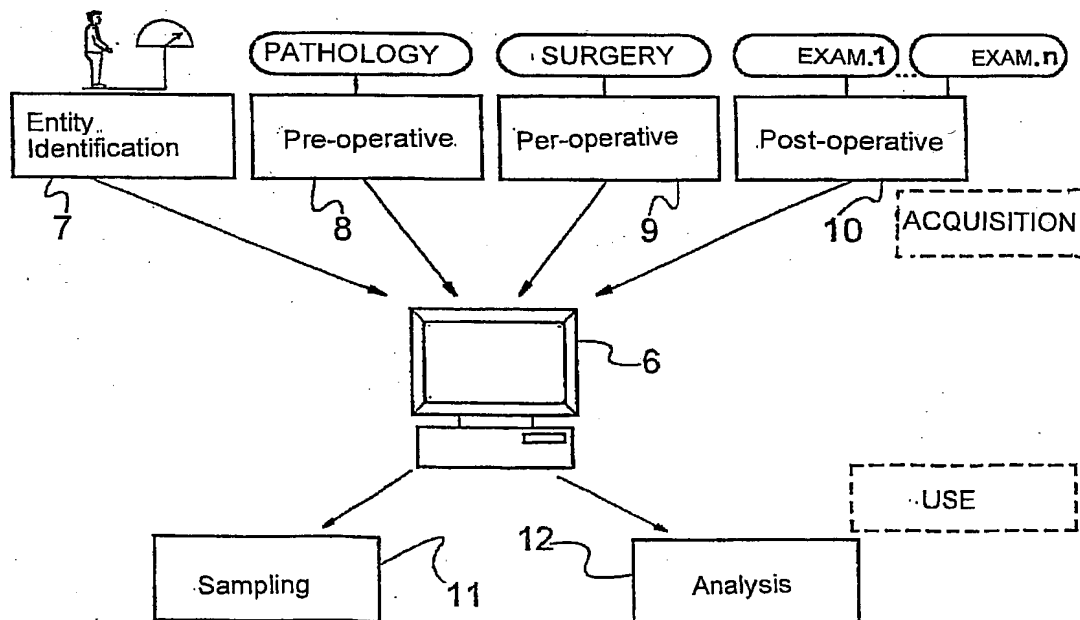 PATHOLOGY
SURGERY
EXAM.1 ... EXAM.n
Entity
Identification
Pre-operative
Per-operative
Post-operative
7
8
9
10
ACQUISITION
6
USE
12
Sampling
11
Analysis